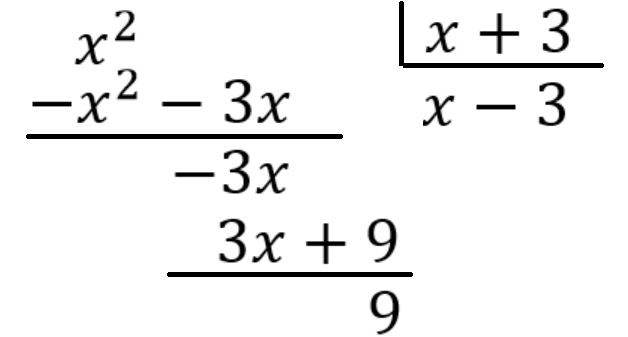 x² x + 3
−x² − 3x x − 3
−3x
3x + 9
9